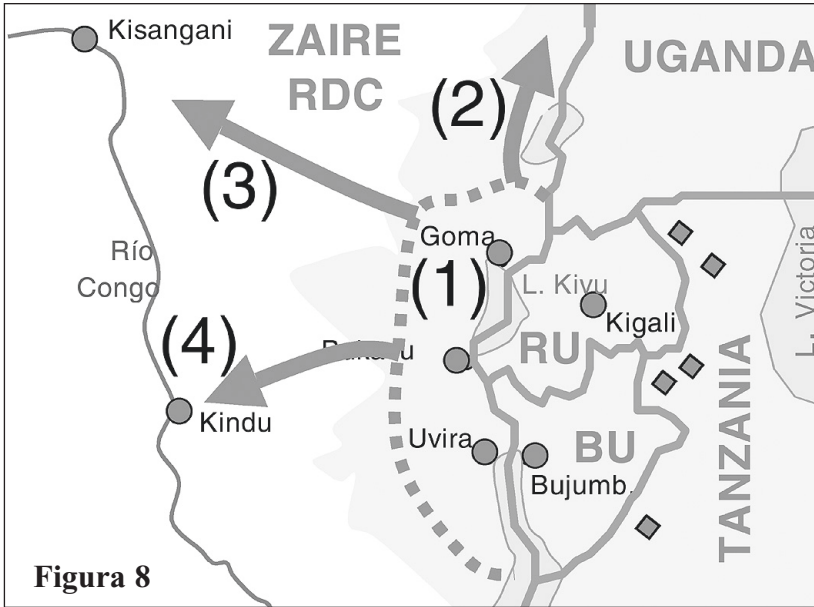 Kisangani
ZAIRE
RDC
UGANDA
(2)
(3)
Goma
Río
Congo
(1)
L. Kivu
Kigali
L. Victoria
(4)
RU
Kindu
Uvira
BU
Bujumb.
TANZANIA
Figura 8